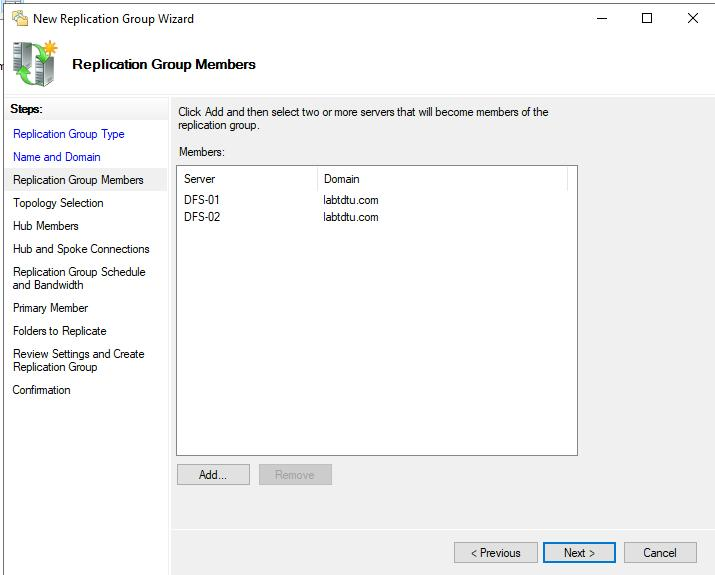 New Replication Group Wizard
Replication Group Members
Steps:
Replication Group Type
Name and Domain
Replication Group Members
Topology Selection
Hub Members
Hub and Spoke Connections
Replication Group Schedule
and Bandwidth
Primary Member
Folders to Replicate
Review Settings and Create
Replication Group
Confirmation
Click Add and then select two or more servers that will become members of the
replication group.
Members:
Server Domain
DFS-01 labtdtu.com
DFS-02 labtdtu.com
Add... Remove
< Previous Next > Cancel